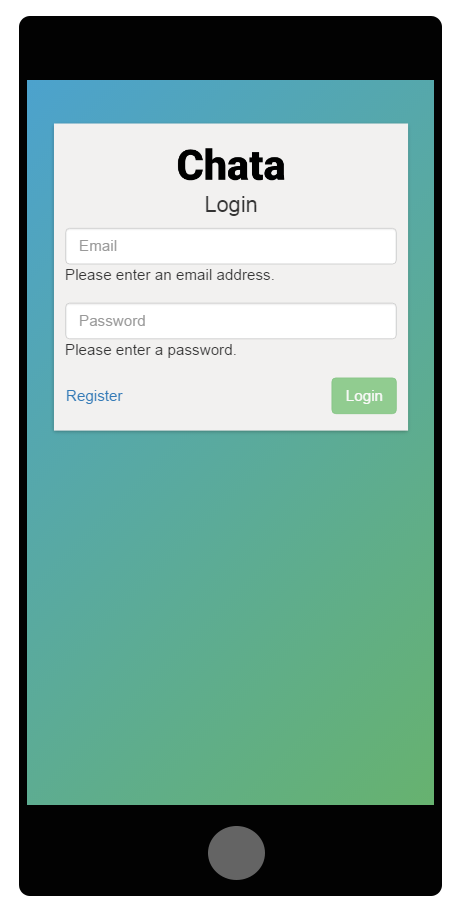 Chata
Login
Email
Please enter an email address.
Password
Please enter a password.
Register Login